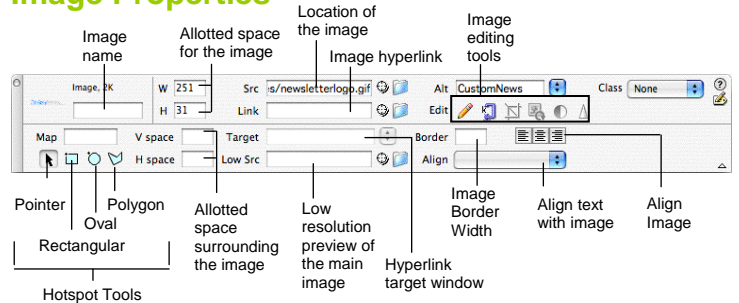 Image Properties
Image name
Allotted space for the image
Location of the image
Image hyperlink
Image editing tools
Image, 2K
W 251
Src s/newsletterlogo.gif
Alt CustomNews
Class None
H 31
Link
Edit
Map
V space
Target
Border
H space
Low Src
Align
Pointer
Oval
Polygon
Rectangular
Hotspot Tools
Allotted space surrounding the image
Low resolution preview of the main image
Hyperlink target window
Image Border Width
Align text with image
Align Image